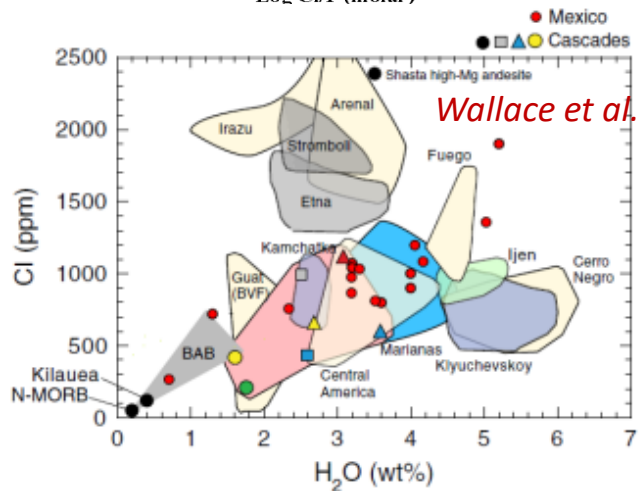 Log Cl/F (molar)
Mexico
Cascades
2500
Shasta high-Mg andesite
Arenal
Wallace et al.
Irazu
2000
Stromboli
Fuego
1500
Etna
Cl (ppm)
Kamchatka
Ijen
1000
Guat
(BVF)
Cerro
Negro
500
BAB
Marianas
Klyuchevskoy
Kilauea
Central
America
N-MORB
0
0 1 2 3 4 5 6 7
H₂O (wt%)